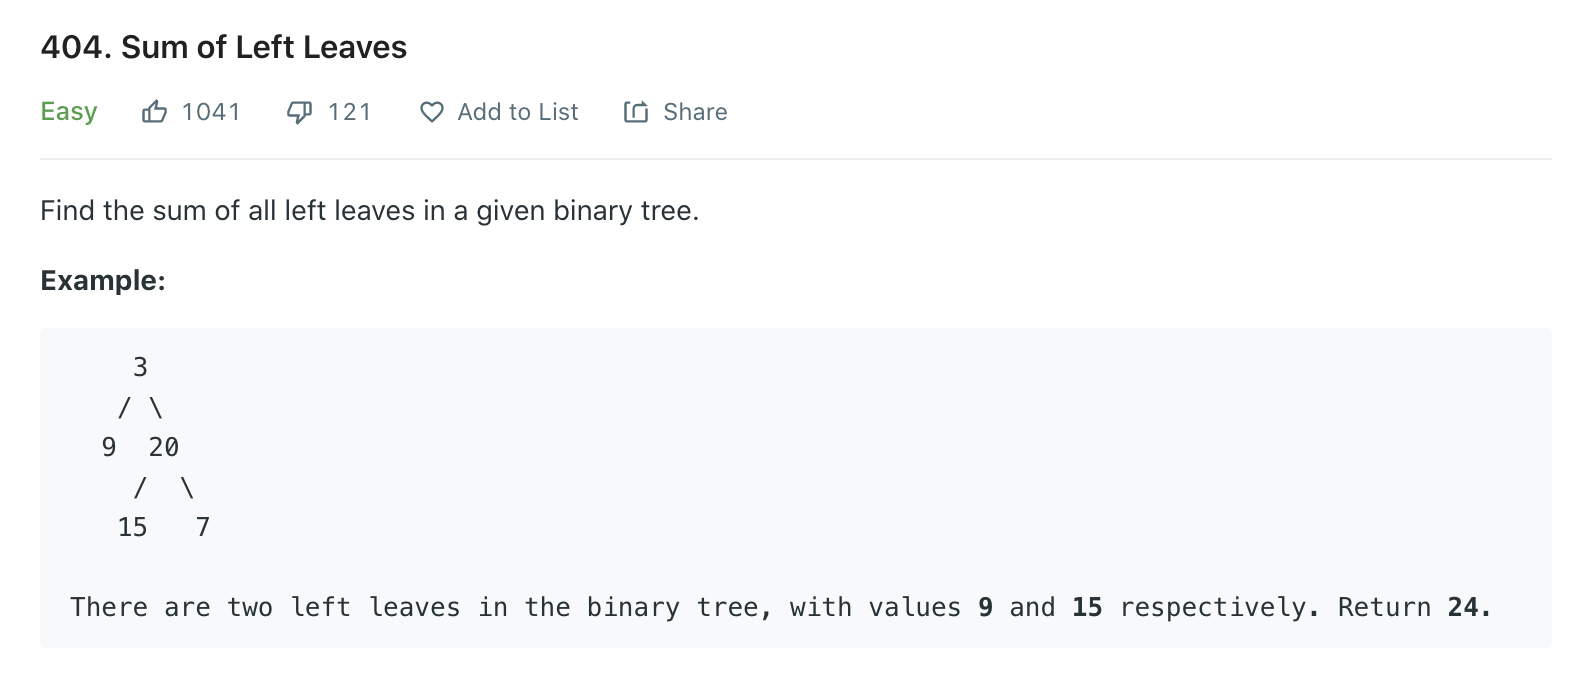 404. Sum of Left Leaves
Easy 1041 121 Add to List Share
Find the sum of all left leaves in a given binary tree.
Example:
    3
   / \
  9  20
    /  \
   15   7
There are two left leaves in the binary tree, with values 9 and 15 respectively. Return 24.